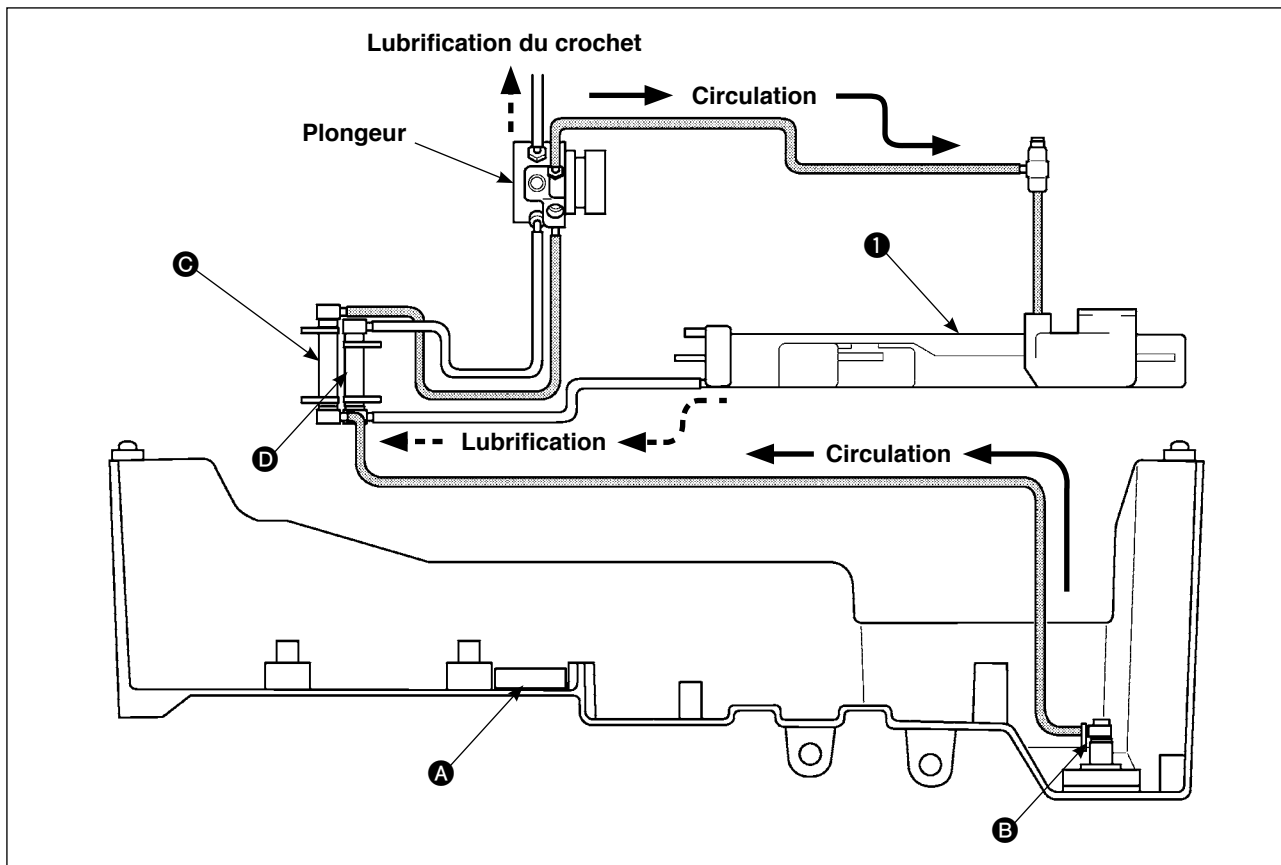 Lubrification du crochet
Circulation
Plongeur
C
1
D
Lubrification
Circulation
A
B